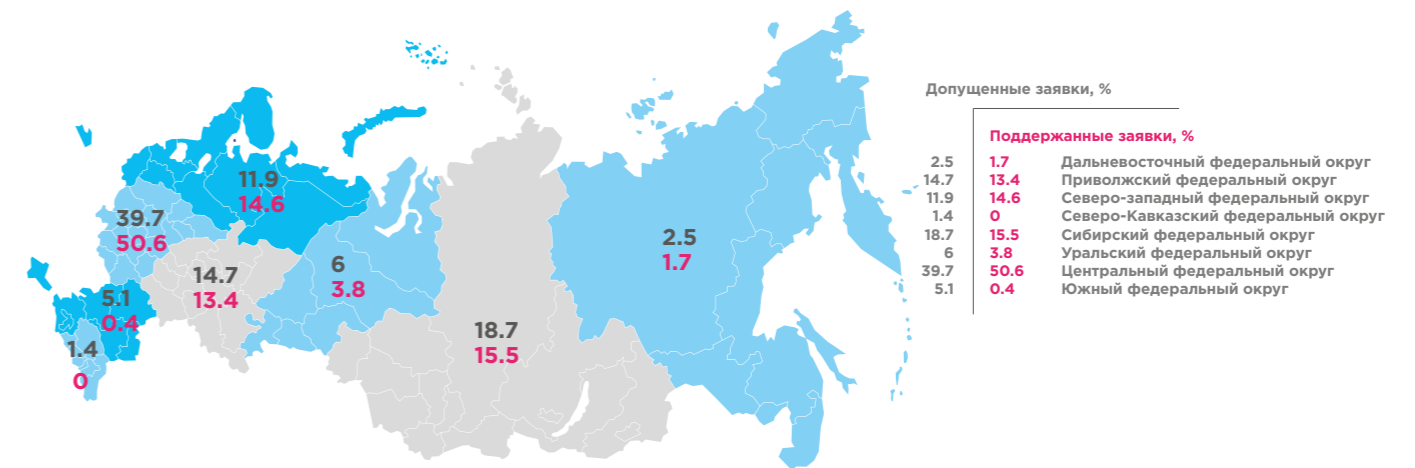 11.9
14.6
39.7
50.6
2.5
1.7
6
3.8
14.7
13.4
5.1
0.4
18.7
15.5
1.4
0
Допущенные заявки, %
Поддержанные заявки, %
2.5 1.7 Дальневосточный федеральный округ
14.7 13.4 Приволжский федеральный округ
11.9 14.6 Северо-западный федеральный округ
1.4 0 Северо-Кавказский федеральный округ
18.7 15.5 Сибирский федеральный округ
6 3.8 Уральский федеральный округ
39.7 50.6 Центральный федеральный округ
5.1 0.4 Южный федеральный округ